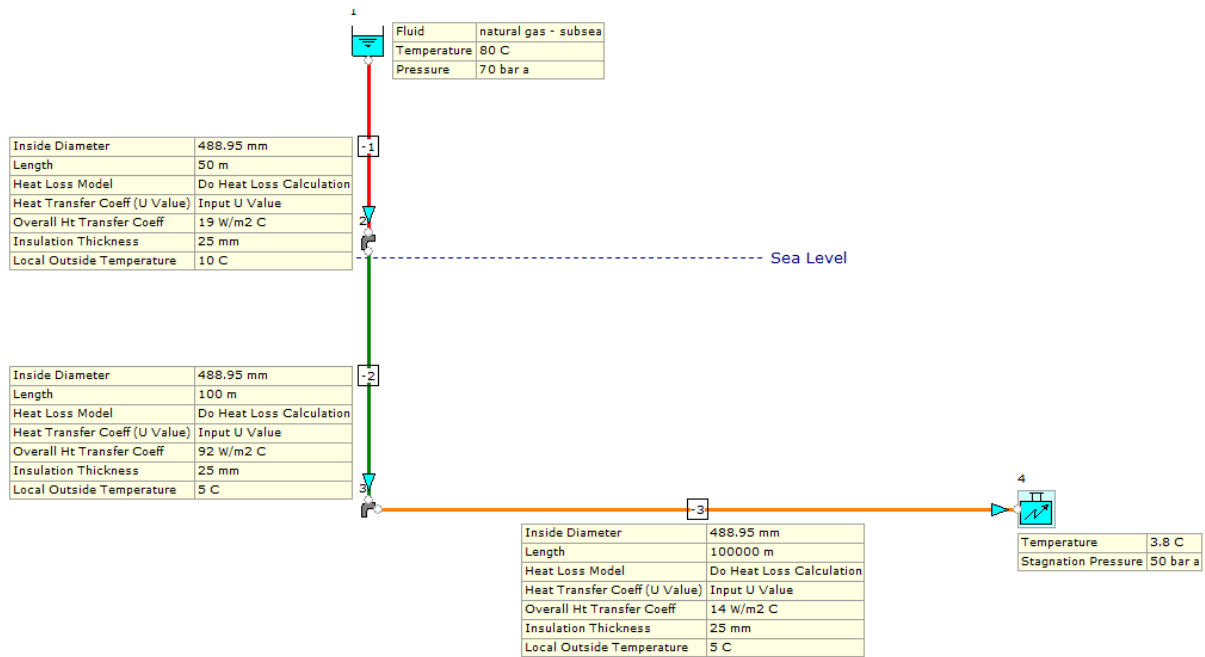 1
Fluid natural gas - subsea
Temperature 80 C
Pressure 70 bar a
Inside Diameter 488.95 mm
Length 50 m
Heat Loss Model Do Heat Loss Calculation
Heat Transfer Coeff (U Value) Input U Value
Overall Ht Transfer Coeff 19 W/m2 C
Insulation Thickness 25 mm
Local Outside Temperature 10 C
-1
2
Sea Level
Inside Diameter 488.95 mm
Length 100 m
Heat Loss Model Do Heat Loss Calculation
Heat Transfer Coeff (U Value) Input U Value
Overall Ht Transfer Coeff 92 W/m2 C
Insulation Thickness 25 mm
Local Outside Temperature 5 C
-2
3
-3
4
Inside Diameter 488.95 mm
Length 100000 m
Heat Loss Model Do Heat Loss Calculation
Heat Transfer Coeff (U Value) Input U Value
Overall Ht Transfer Coeff 14 W/m2 C
Insulation Thickness 25 mm
Local Outside Temperature 5 C
Temperature 3.8 C
Stagnation Pressure 50 bar a